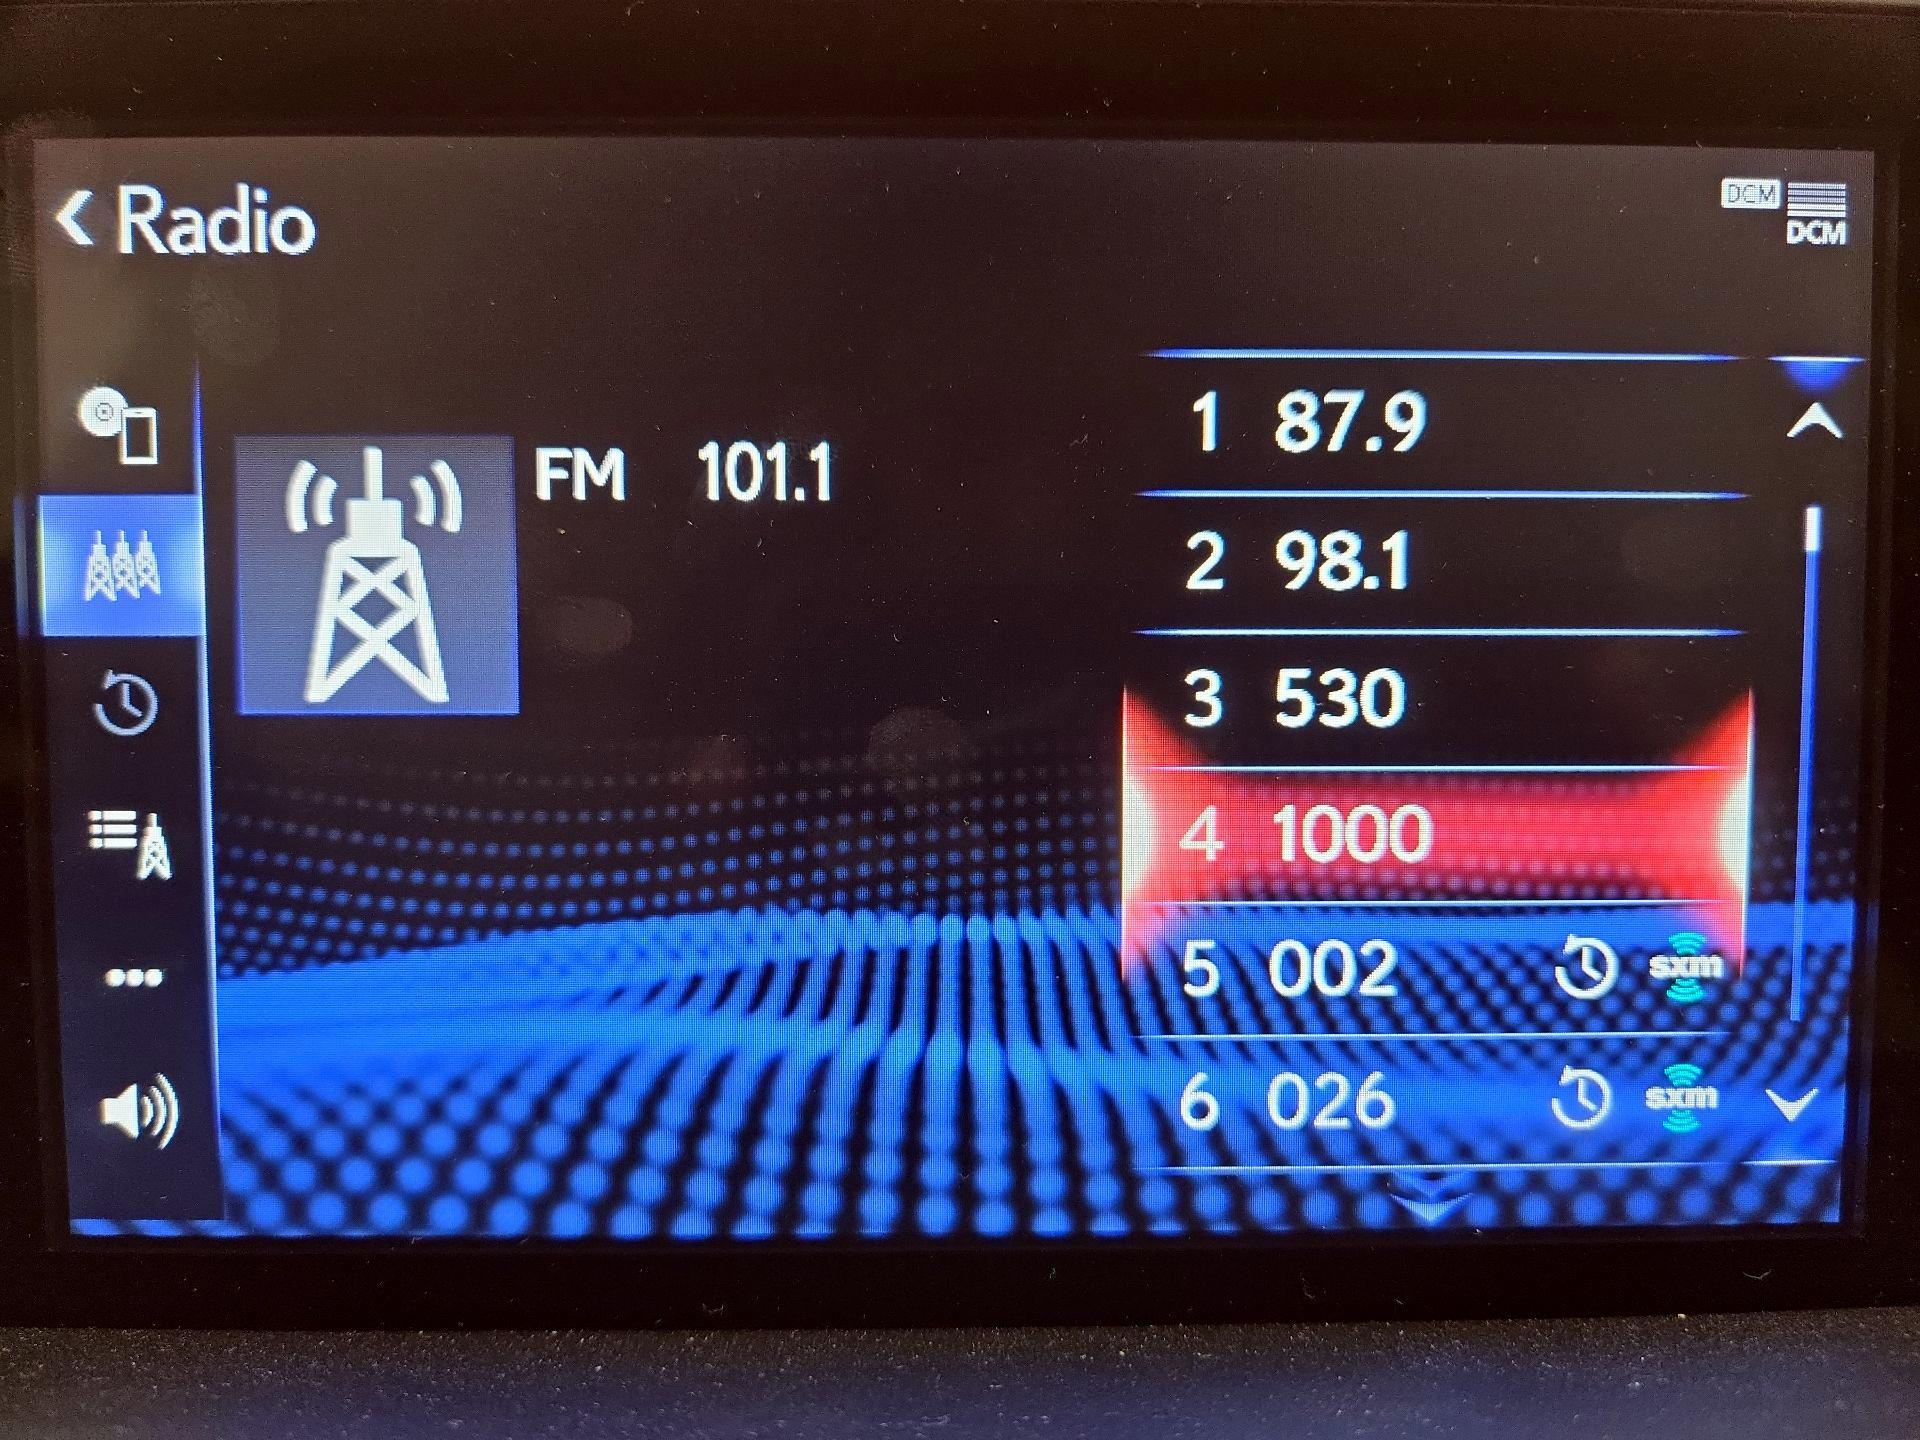 Radio
DCM
DCM
FM 101.1
1 87.9
2 98.1
3 530
4 1000
5 002 sxm
6 026 sxm